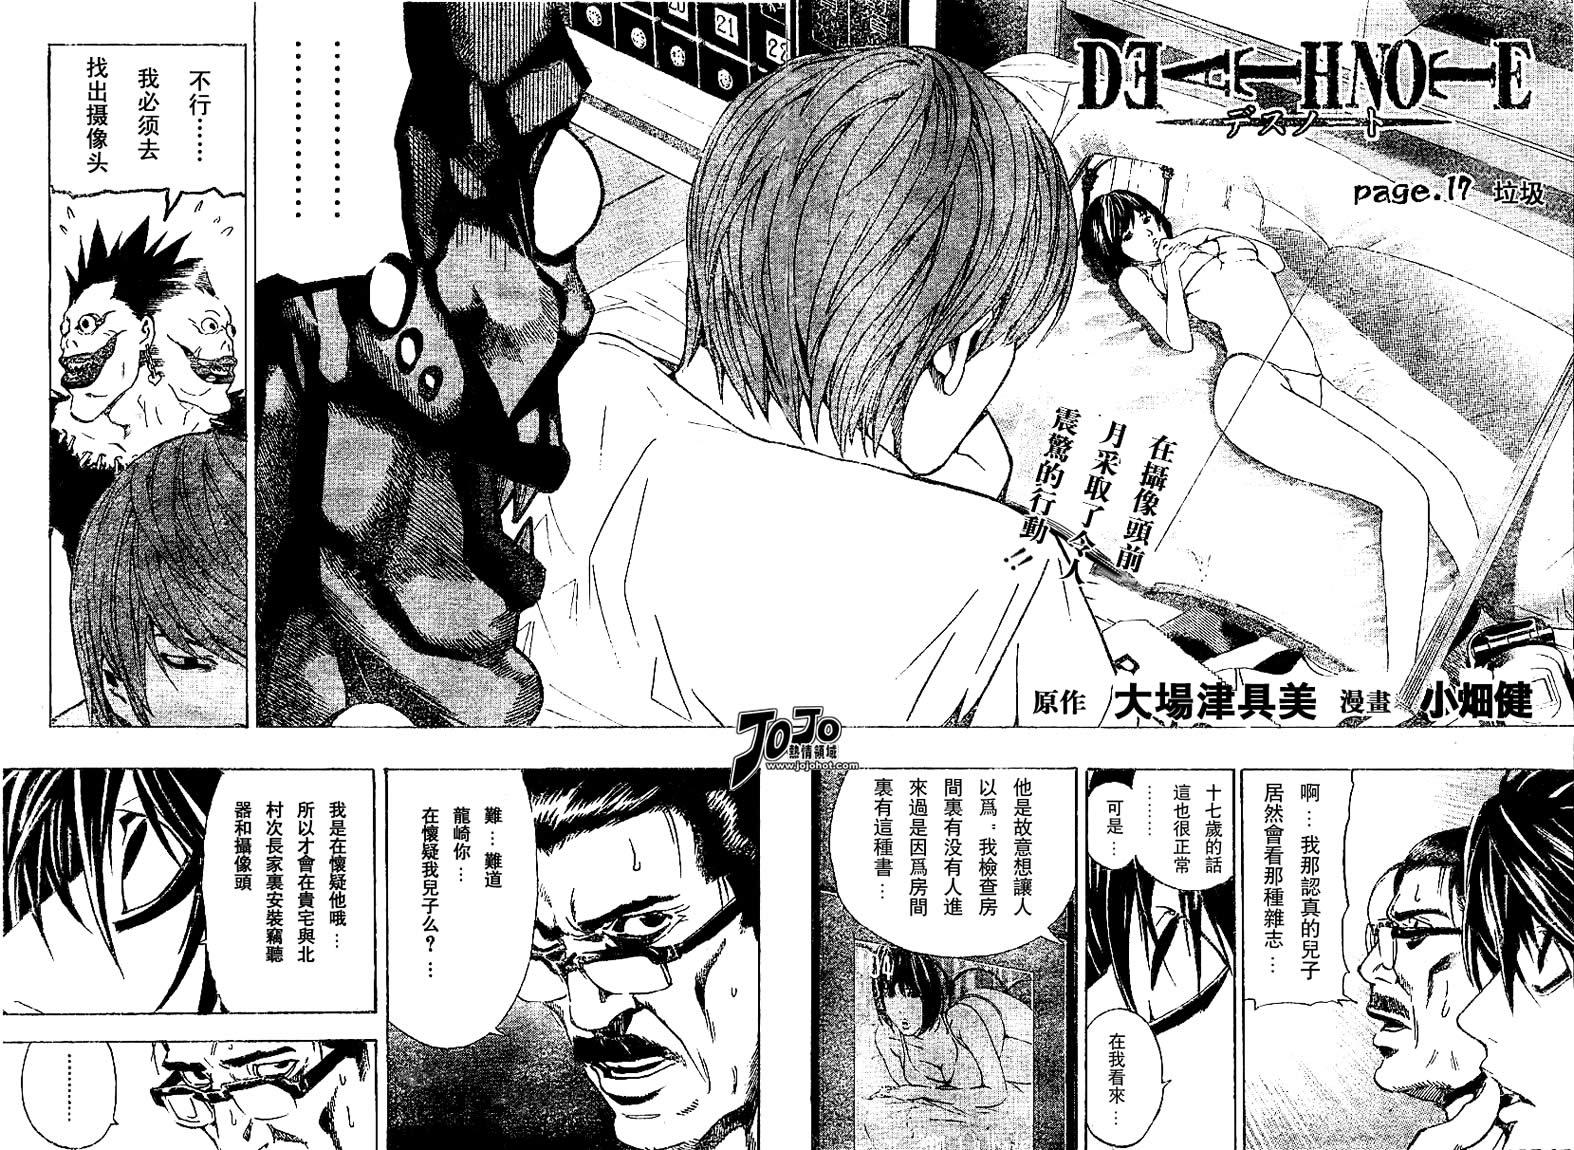 DEATH NOTE
デスノート
page.17 垃圾
20
21
22
在攝像頭前
月采取了令人
震驚的行動!!
原作 大場津具美 漫畫 小畑健
…………
不行……
我必须去
找出摄像头
啊…我那認真的兒子
居然會看那種雜志…
十七歲的話
這也很正常
………
可是…
在我看來…
他是故意想讓人
以爲"我檢查房
間裏有没有人進
來過是因爲房間
裏有這種書…
難…難道
龍崎你…
在懷疑我兒子么？…
我是在懷疑他哦…
所以才會在貴宅與北
村次長家裏安裝竊聽
器和攝像頭
…………
JOJO
熱情領域
www.jojohot.com